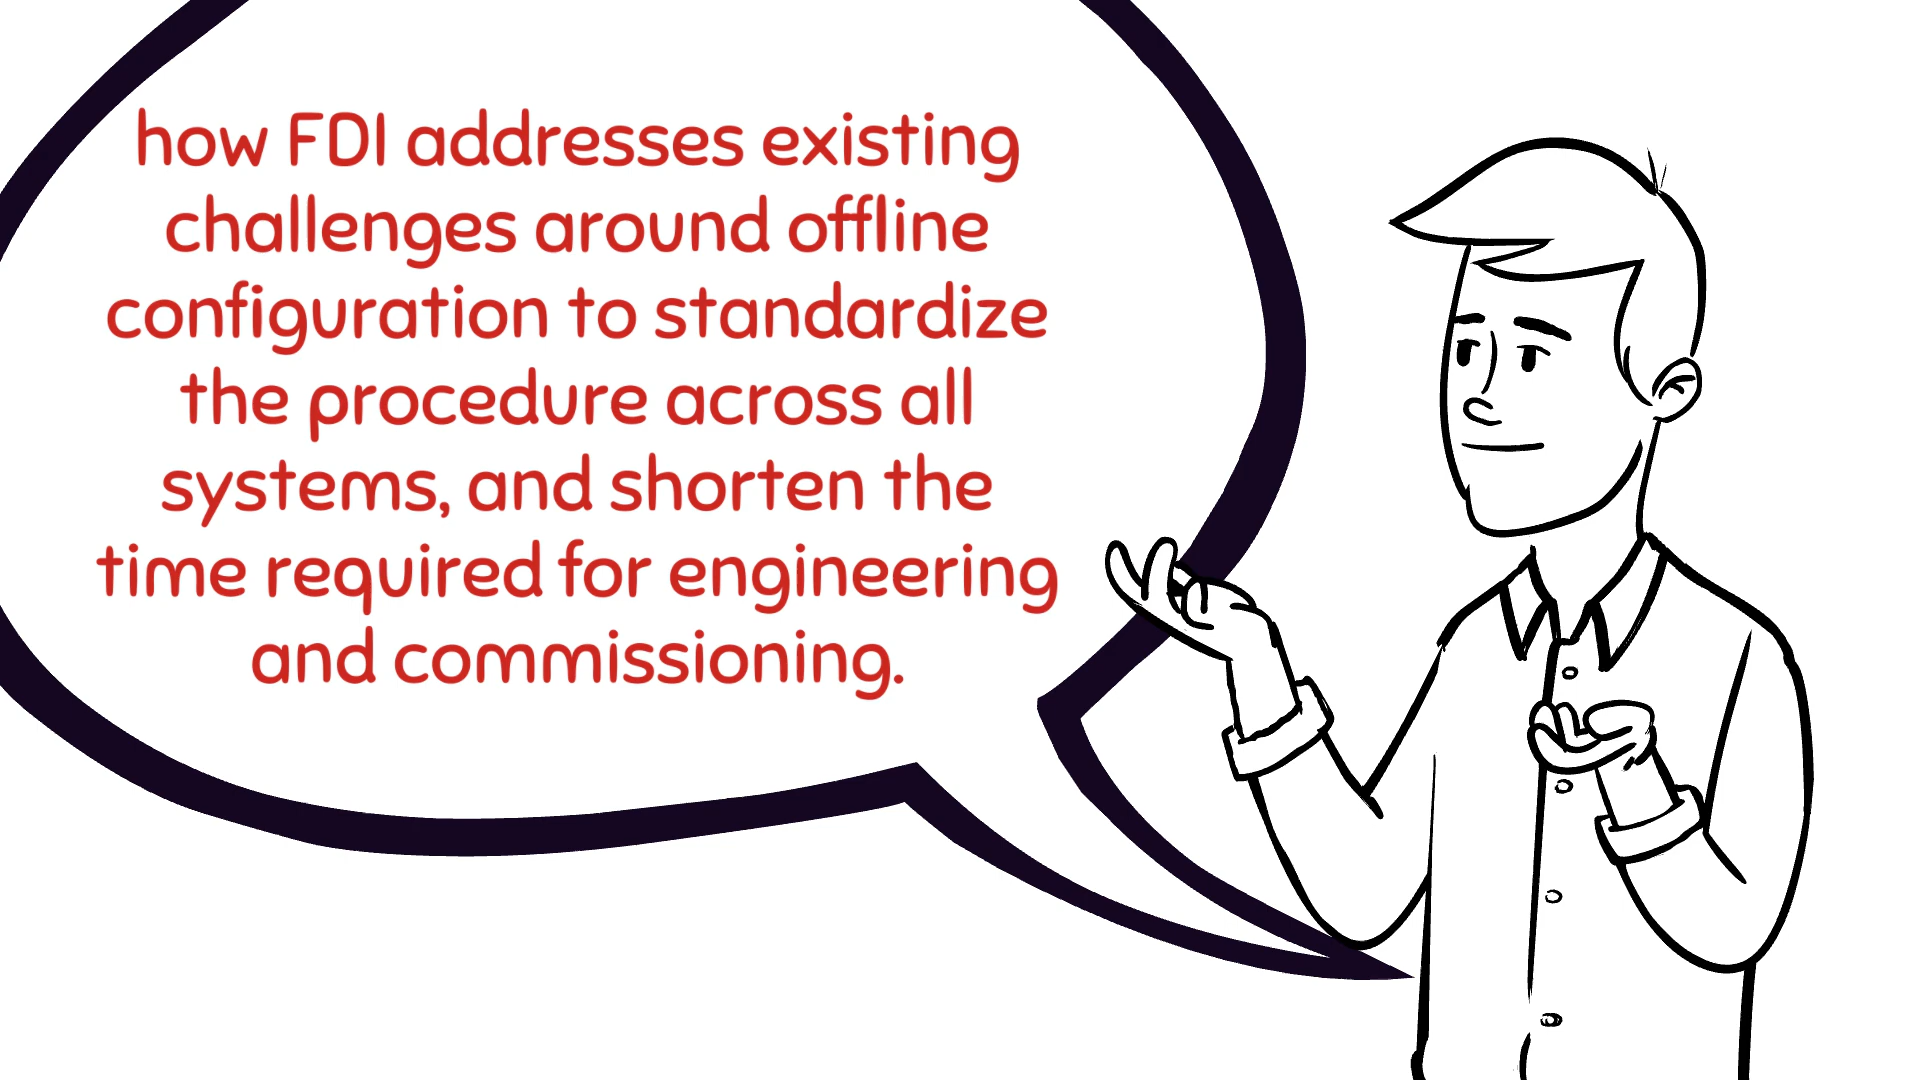 how FDI addresses existing
challenges around offline
configuration to standardize
the procedure across all
systems, and shorten the
time required for engineering
and commissioning.